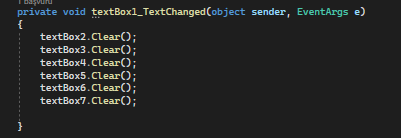 1 başvuru
private void textBox1_TextChanged(object sender, EventArgs e)
{
textBox2.Clear();
textBox3.Clear();
textBox4.Clear();
textBox5.Clear();
textBox6.Clear();
textBox7.Clear();
}